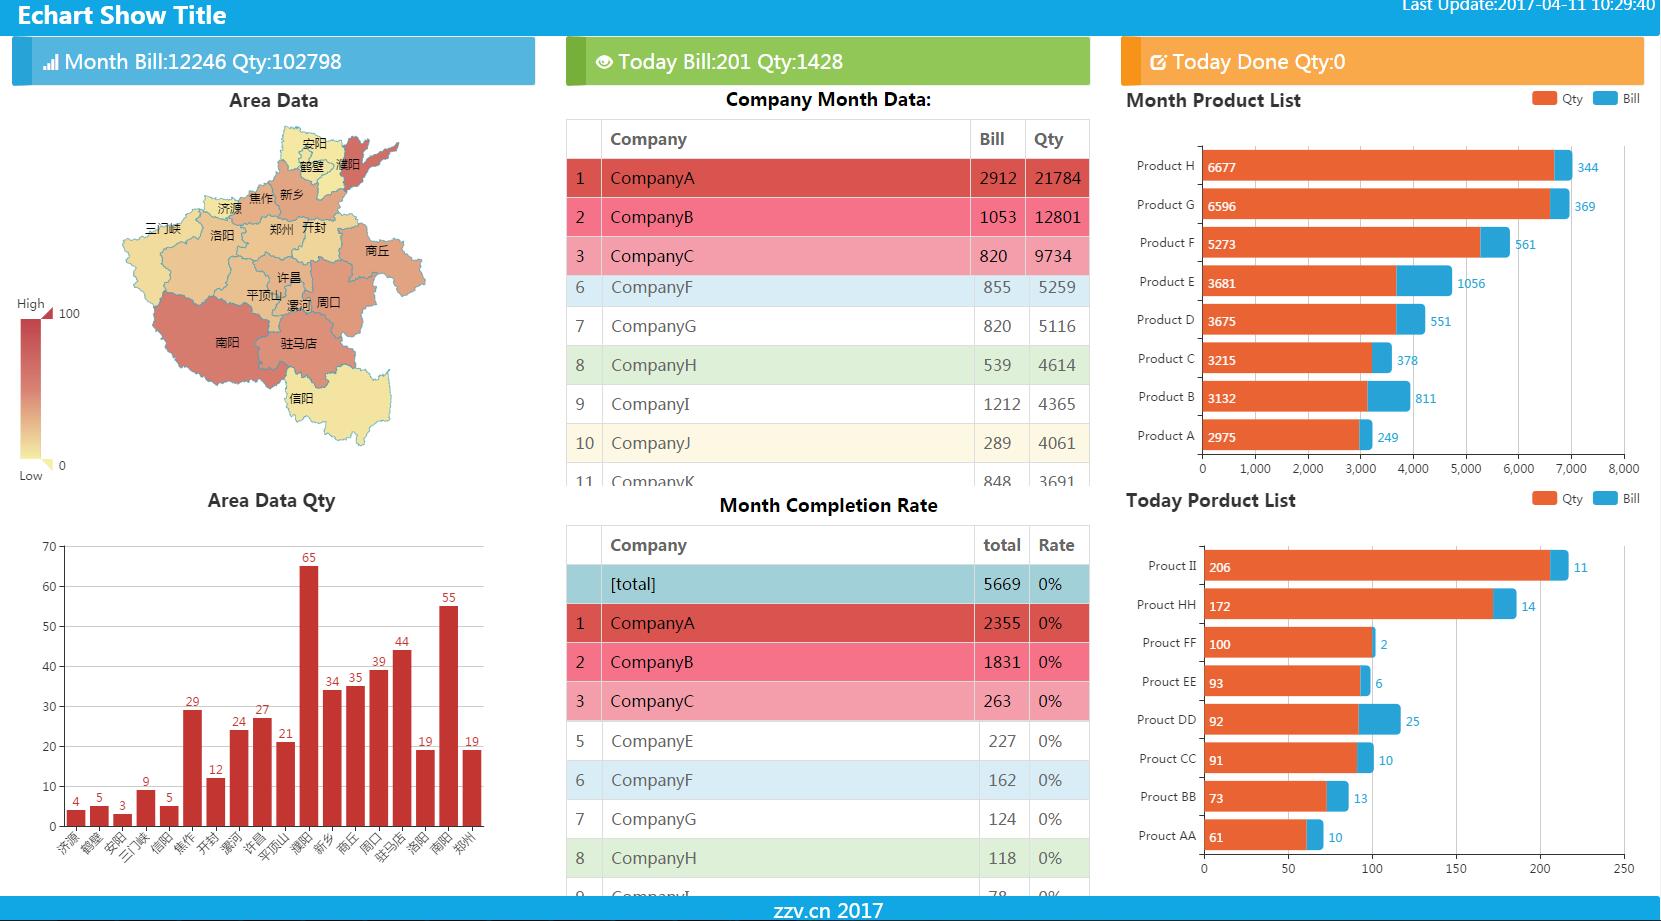 Echart Show Title
Last Update:2017-04-11 10:29:40
Month Bill:12246 Qty:102798
Today Bill:201 Qty:1428
Today Done Qty:0
Area Data
安阳
鹤壁
濮阳
新乡
焦作
济源
三门峡
洛阳
郑州
开封
商丘
许昌
平顶山
漯河
周口
南阳
驻马店
信阳
High
100
0
Low
Company Month Data:
Company Bill Qty
1 CompanyA 2912 21784
2 CompanyB 1053 12801
3 CompanyC 820 9734
6 CompanyF 855 5259
7 CompanyG 820 5116
8 CompanyH 539 4614
9 CompanyI 1212 4365
10 CompanyJ 289 4061
11 CompanyK 848 3691
Month Product List
Qty Bill
Product H 6677 344
Product G 6596 369
Product F 5273 561
Product E 3681 1056
Product D 3675 551
Product C 3215 378
Product B 3132 811
Product A 2975 249
0 1,000 2,000 3,000 4,000 5,000 6,000 7,000 8,000
Area Data Qty
70
60
50
40
30
20
10
0
4 5 3 9 5 29 12 24 27 21 65 34 35 39 44 19 55 19
济源 鹤壁 安阳 三门峡 信阳 焦作 开封 漯河 许昌 平顶山 濮阳 新乡 商丘 周口 驻马店 洛阳 南阳 郑州
Month Completion Rate
Company total Rate
[total] 5669 0%
1 CompanyA 2355 0%
2 CompanyB 1831 0%
3 CompanyC 263 0%
5 CompanyE 227 0%
6 CompanyF 162 0%
7 CompanyG 124 0%
8 CompanyH 118 0%
9 CompanyI 78 0%
Today Porduct List
Qty Bill
Prouct II 206 11
Prouct HH 172 14
Prouct FF 100 2
Prouct EE 93 6
Prouct DD 92 25
Prouct CC 91 10
Prouct BB 73 13
Prouct AA 61 10
0 50 100 150 200 250
zzv.cn 2017